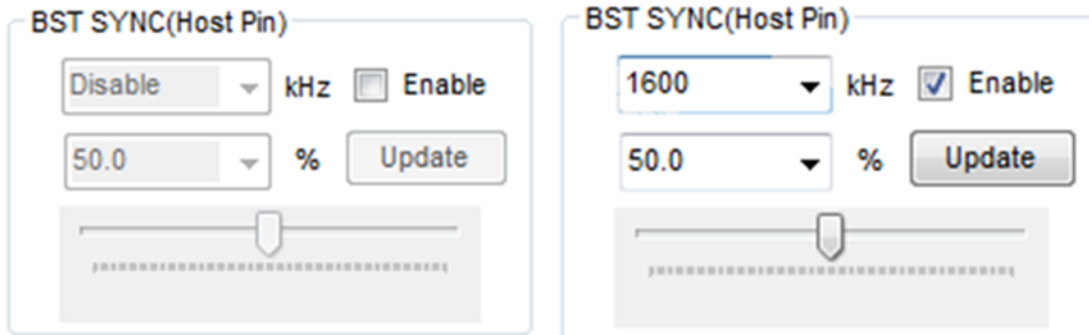 BST SYNC(Host Pin)
Disable kHz Enable
50.0 % Update
BST SYNC(Host Pin)
1600 kHz Enable
50.0 % Update